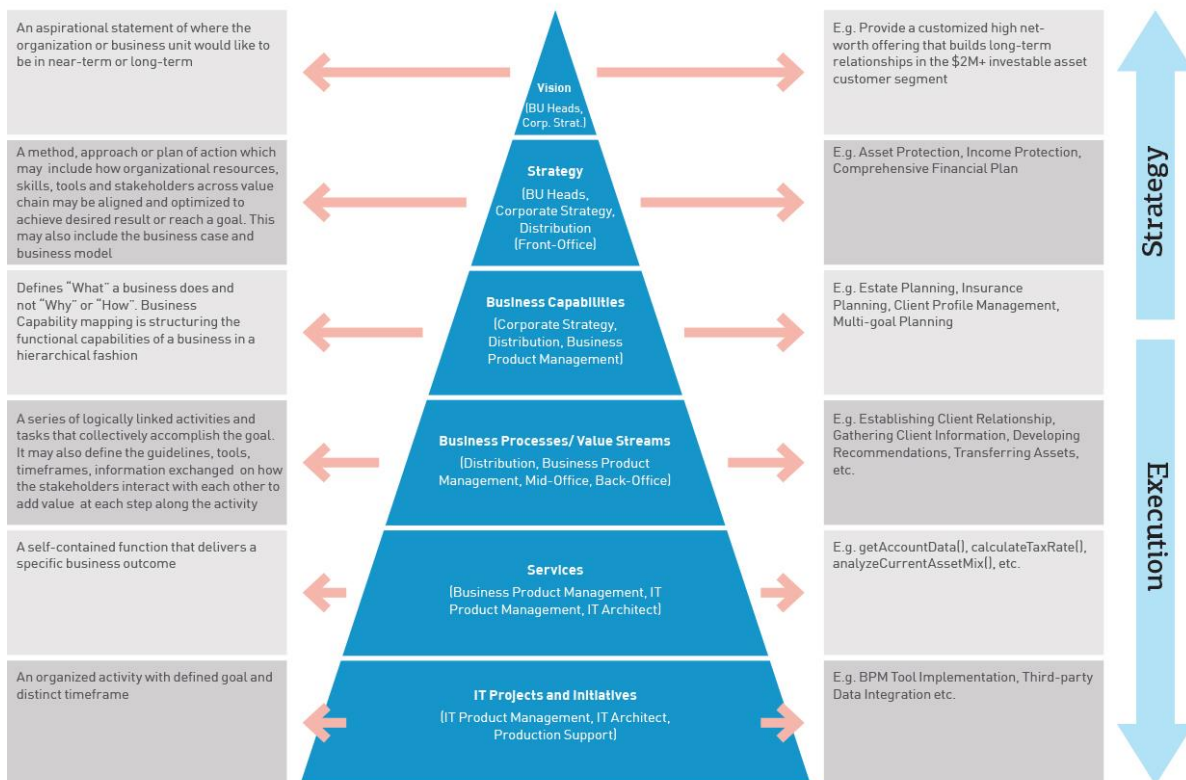 An aspirational statement of where the
organization or business unit would like to
be in near-term or long-term
Vision
(BU Heads,
Corp. Strat.)
E.g. Provide a customized high net-
worth offering that builds long-term
relationships in the $2M+ investable asset
customer segment
A method, approach or plan of action which
may include how organizational resources,
skills, tools and stakeholders across value
chain may be aligned and optimized to
achieve desired result or reach a goal. This
may also include the business case and
business model
Strategy
(BU Heads,
Corporate Strategy,
Distribution
(Front-Office)
E.g. Asset Protection, Income Protection,
Comprehensive Financial Plan
Defines “What” a business does and
not “Why” or “How”. Business
Capability mapping is structuring the
functional capabilities of a business in a
hierarchical fashion
Business Capabilities
(Corporate Strategy,
Distribution, Business
Product Management)
E.g. Estate Planning, Insurance
Planning, Client Profile Management,
Multi-goal Planning
A series of logically linked activities and
tasks that collectively accomplish the goal.
It may also define the guidelines, tools,
timeframes, information exchanged on how
the stakeholders interact with each other to
add value at each step along the activity
Business Processes/ Value Streams
(Distribution, Business Product
Management, Mid-Office, Back-Office)
E.g. Establishing Client Relationship,
Gathering Client Information, Developing
Recommendations, Transferring Assets,
etc.
A self-contained function that delivers a
specific business outcome
Services
(Business Product Management, IT
Product Management, IT Architect)
E.g. getAccountData(), calculateTaxRate(),
analyzeCurrentAssetMix(), etc.
An organized activity with defined goal and
distinct timeframe
IT Projects and Initiatives
(IT Product Management, IT Architect,
Production Support)
E.g. BPM Tool Implementation, Third-party
Data Integration etc.
Strategy
Execution